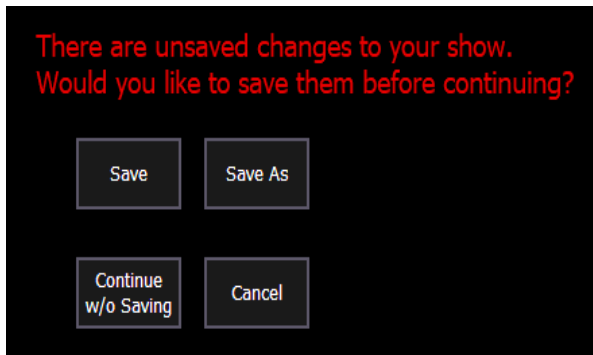 There are unsaved changes to your show.
Would you like to save them before continuing?
Save
Save As
Continue
w/o Saving
Cancel